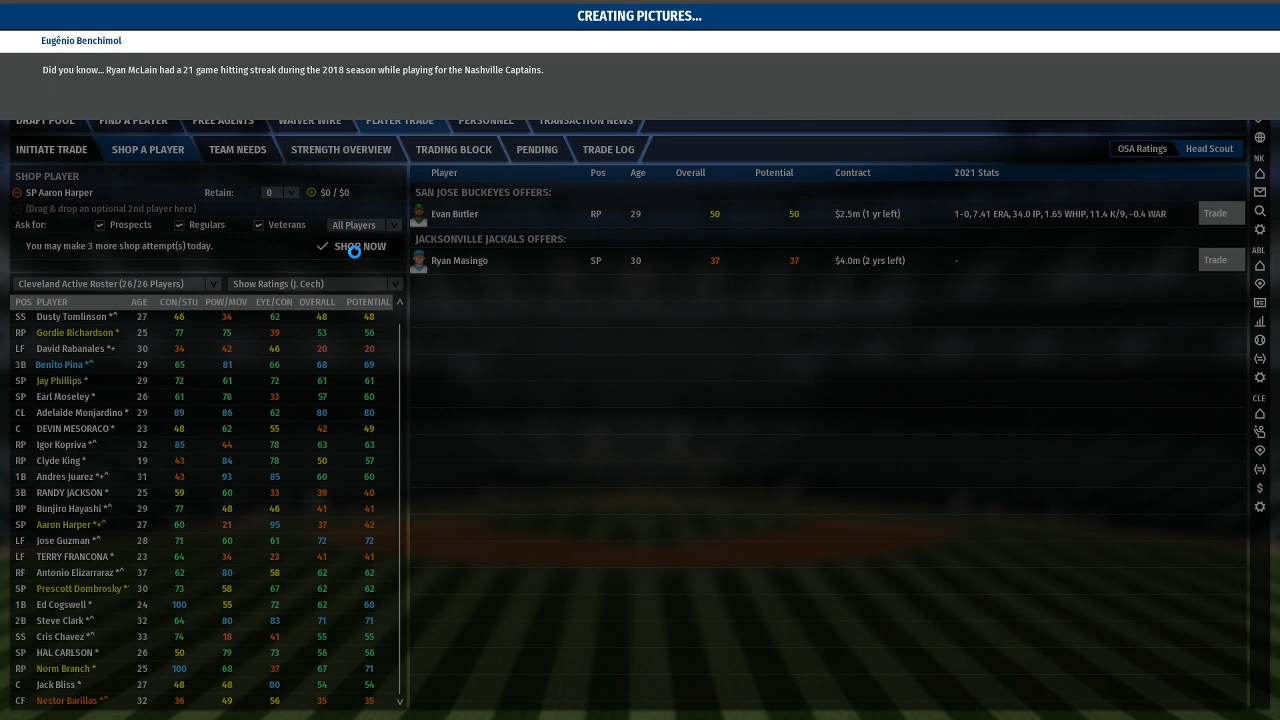 CREATING PICTURES...
Eugênio Benchimol
Did you know... Ryan McLain had a 21 game hitting streak during the 2018 season while playing for the Nashville Captains.
DRAFT POOL FIND A PLAYER FREE AGENTS WAIVER WIRE PLAYER TRADE PERSONNEL TRANSACTION NEWS
INITIATE TRADE SHOP A PLAYER TEAM NEEDS STRENGTH OVERVIEW TRADING BLOCK PENDING TRADE LOG OSA Ratings Head Scout
SHOP PLAYER
SP Aaron Harper Retain: 0 $0 / $0
(Drag & drop an optional 2nd player here)
Ask for: Prospects Regulars Veterans All Players
You may make 3 more shop attempt(s) today. SHOP NOW
Player Pos Age Overall Potential Contract 2021 Stats
SAN JOSE BUCKEYES OFFERS:
Evan Butler RP 29 50 50 $2.5m (1 yr left) 1-0, 7.41 ERA, 34.0 IP, 1.65 WHIP, 11.4 K/9, -0.4 WAR Trade
JACKSONVILLE JACKALS OFFERS:
Ryan Masingo SP 30 37 37 $4.0m (2 yrs left) - Trade
Cleveland Active Roster (26/26 Players) Show Ratings (J. Cech)
POS PLAYER AGE CON/STU POW/MOV EYE/CON OVERALL POTENTIAL
SS Dusty Tomlinson *^ 27 46 34 62 48 48
RP Gordie Richardson * 25 77 75 39 53 56
LF David Rabanales *+ 30 34 42 46 20 20
3B Benito Pina *^ 29 65 81 66 68 69
SP Jay Phillips * 29 72 61 72 61 61
SP Earl Moseley * 26 61 78 33 57 60
CL Adelaide Monjardino * 29 89 86 62 80 80
C DEVIN MESORACO * 23 48 62 55 42 49
RP Igor Kopriva *^ 32 85 44 78 63 63
RP Clyde King * 19 43 84 78 50 57
1B Andres Juarez *+^ 31 43 93 85 60 60
3B RANDY JACKSON * 25 59 60 33 39 40
RP Bunjiro Hayashi *^ 29 77 48 46 41 41
SP Aaron Harper *+^ 27 60 21 95 37 42
LF Jose Guzman *^ 28 71 60 61 72 72
LF TERRY FRANCONA * 23 64 34 23 41 41
RF Antonio Elizarraraz *^ 37 62 80 58 62 62
SP Prescott Dombrosky *^ 30 73 58 67 62 62
1B Ed Cogswell * 24 100 55 72 62 68
2B Steve Clark *^ 32 64 80 83 71 71
SS Cris Chavez *^ 33 74 18 41 55 55
SP HAL CARLSON * 26 50 79 73 56 56
RP Norm Branch * 25 100 68 37 67 71
C Jack Bliss * 27 48 48 80 54 54
CF Nestor Barillas *^ 32 36 49 56 35 35
NK
ABL
CLE
$